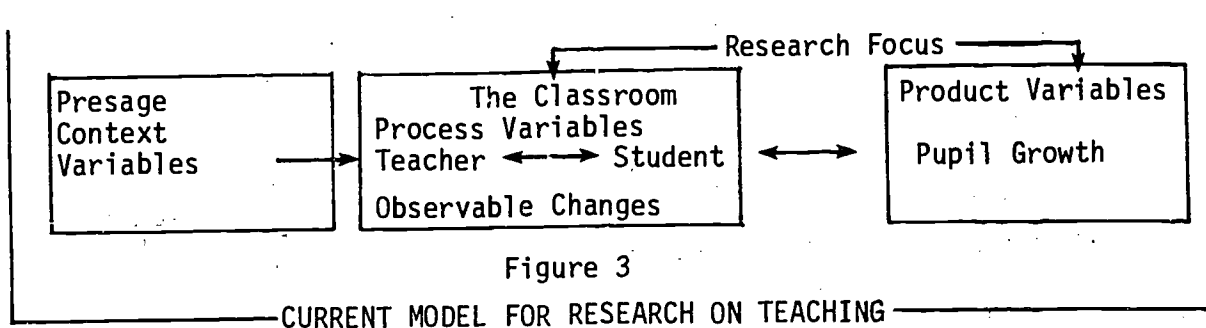 Research Focus
Presage
Context
Variables
The Classroom
Process Variables
Teacher Student
Observable Changes
Product Variables
Pupil Growth
Figure 3
CURRENT MODEL FOR RESEARCH ON TEACHING